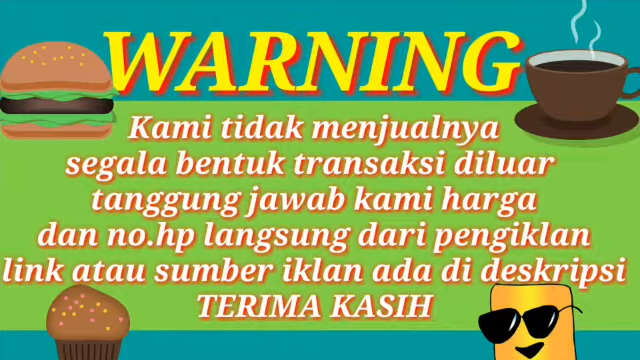 WARNING
Kami tidak menjualnya
segala bentuk transaksi diluar
tanggung jawab kami harga
dan no.hp langsung dari pengiklan
link atau sumber iklan ada di deskripsi
TERIMA KASIH